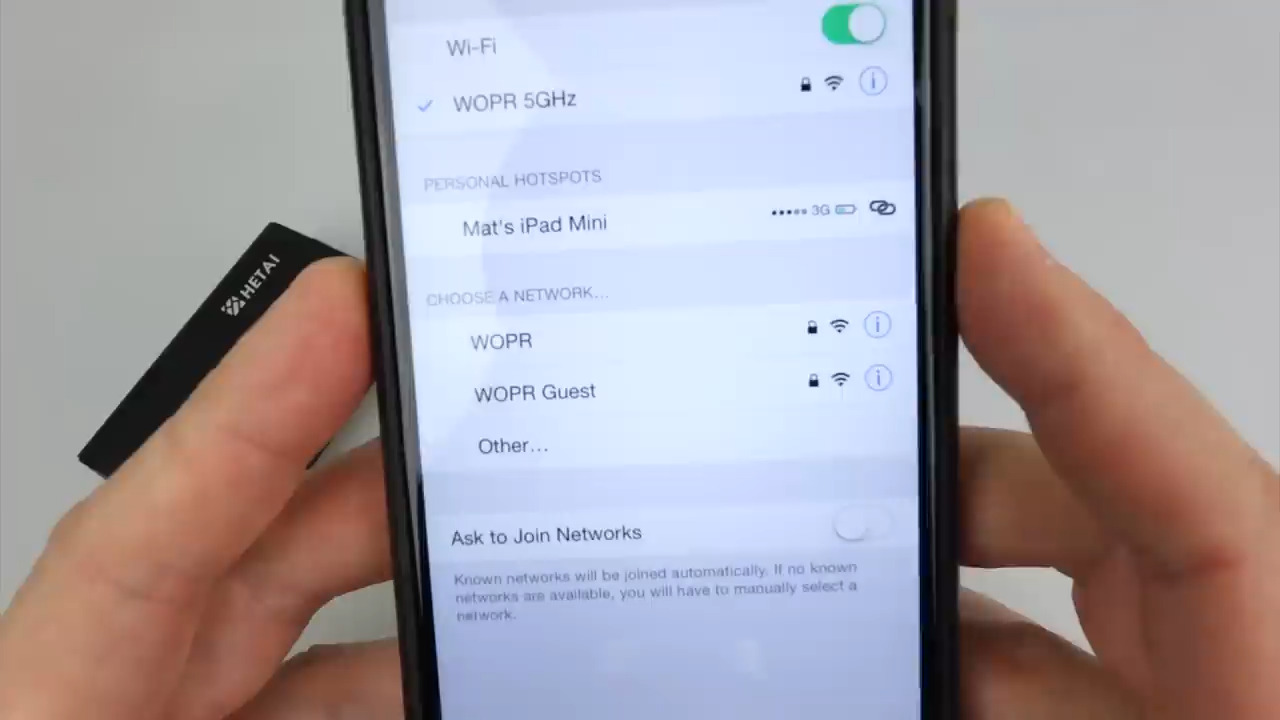 Wi-Fi
WOPR 5GHz
PERSONAL HOTSPOTS
Mat's iPad Mini
3G
CHOOSE A NETWORK...
WOPR
WOPR Guest
Other...
Ask to Join Networks
Known networks will be joined automatically. If no known
networks are available, you will have to manually select a
network.
HETAI